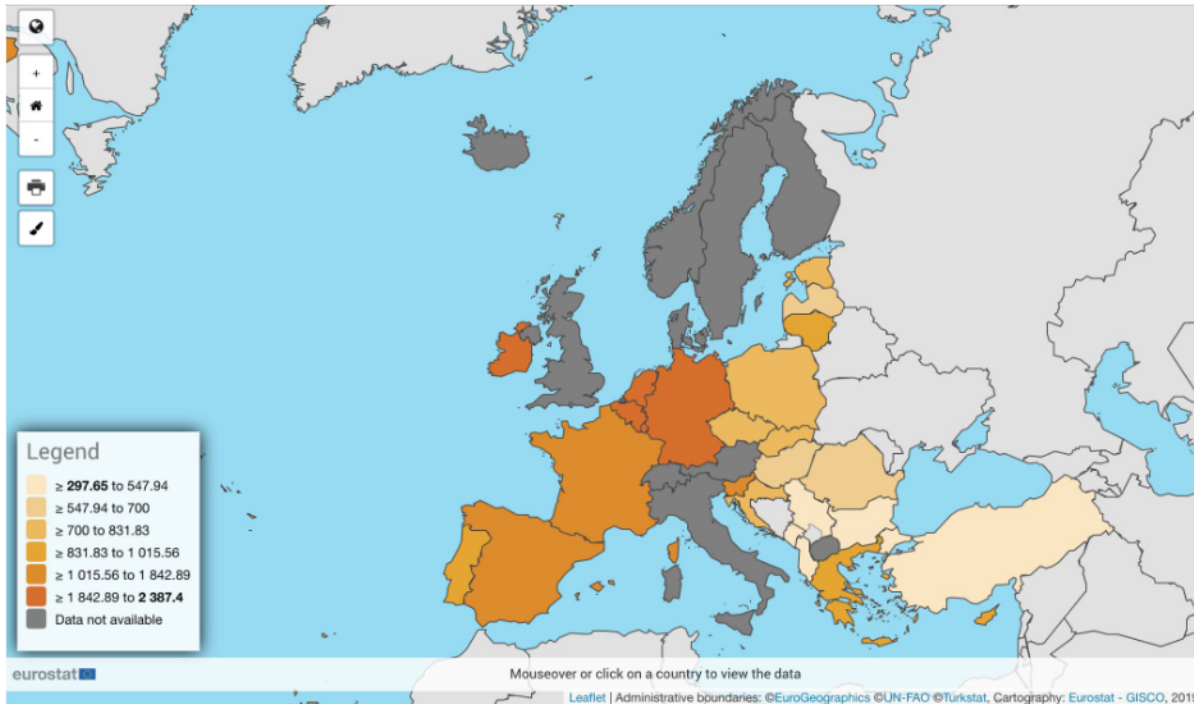 +
-
Legend
≥ 297.65 to 547.94
≥ 547.94 to 700
≥ 700 to 831.83
≥ 831.83 to 1 015.56
≥ 1 015.56 to 1 842.89
≥ 1 842.89 to 2 387.4
Data not available
eurostat
Mouseover or click on a country to view the data
Leaflet | Administrative boundaries: ©EuroGeographics ©UN-FAO ©Turkstat, Cartography: Eurostat - GISCO, 2019